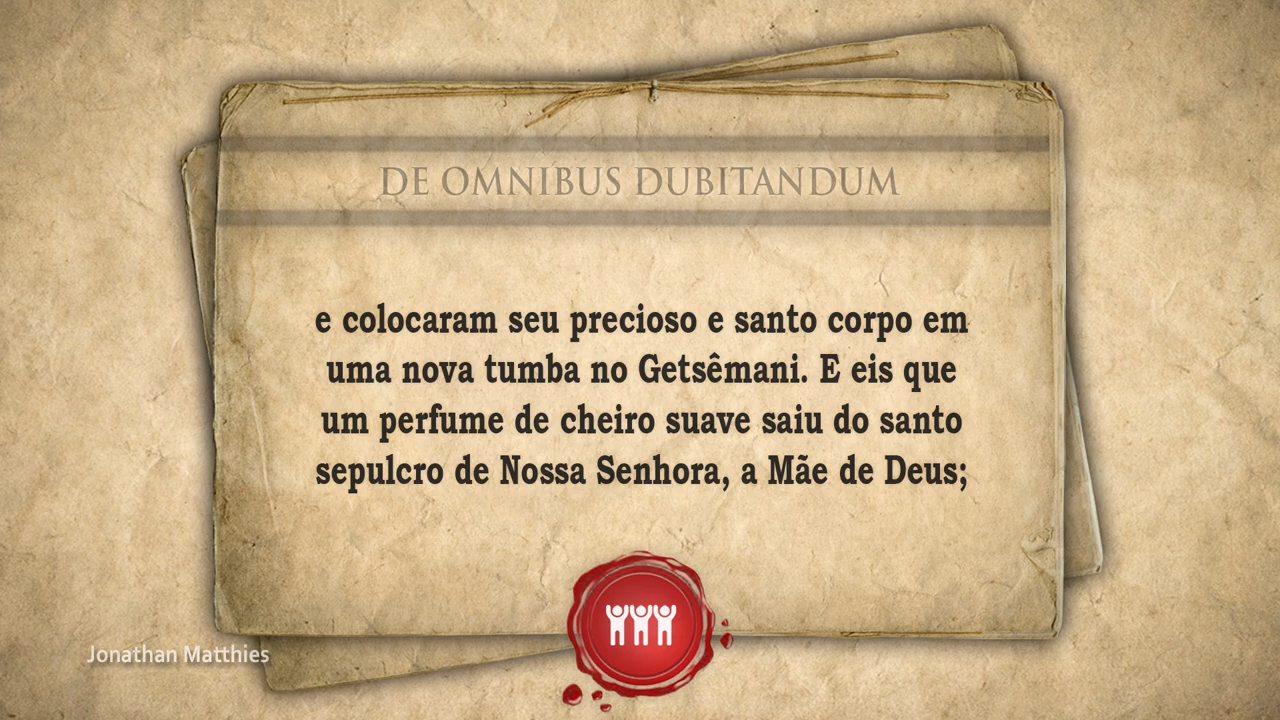 DE OMNIBUS DUBITANDUM
e colocaram seu precioso e santo corpo em
uma nova tumba no Getsêmani. E eis que
um perfume de cheiro suave saiu do santo
sepulcro de Nossa Senhora, a Mãe de Deus;
Jonathan Matthies